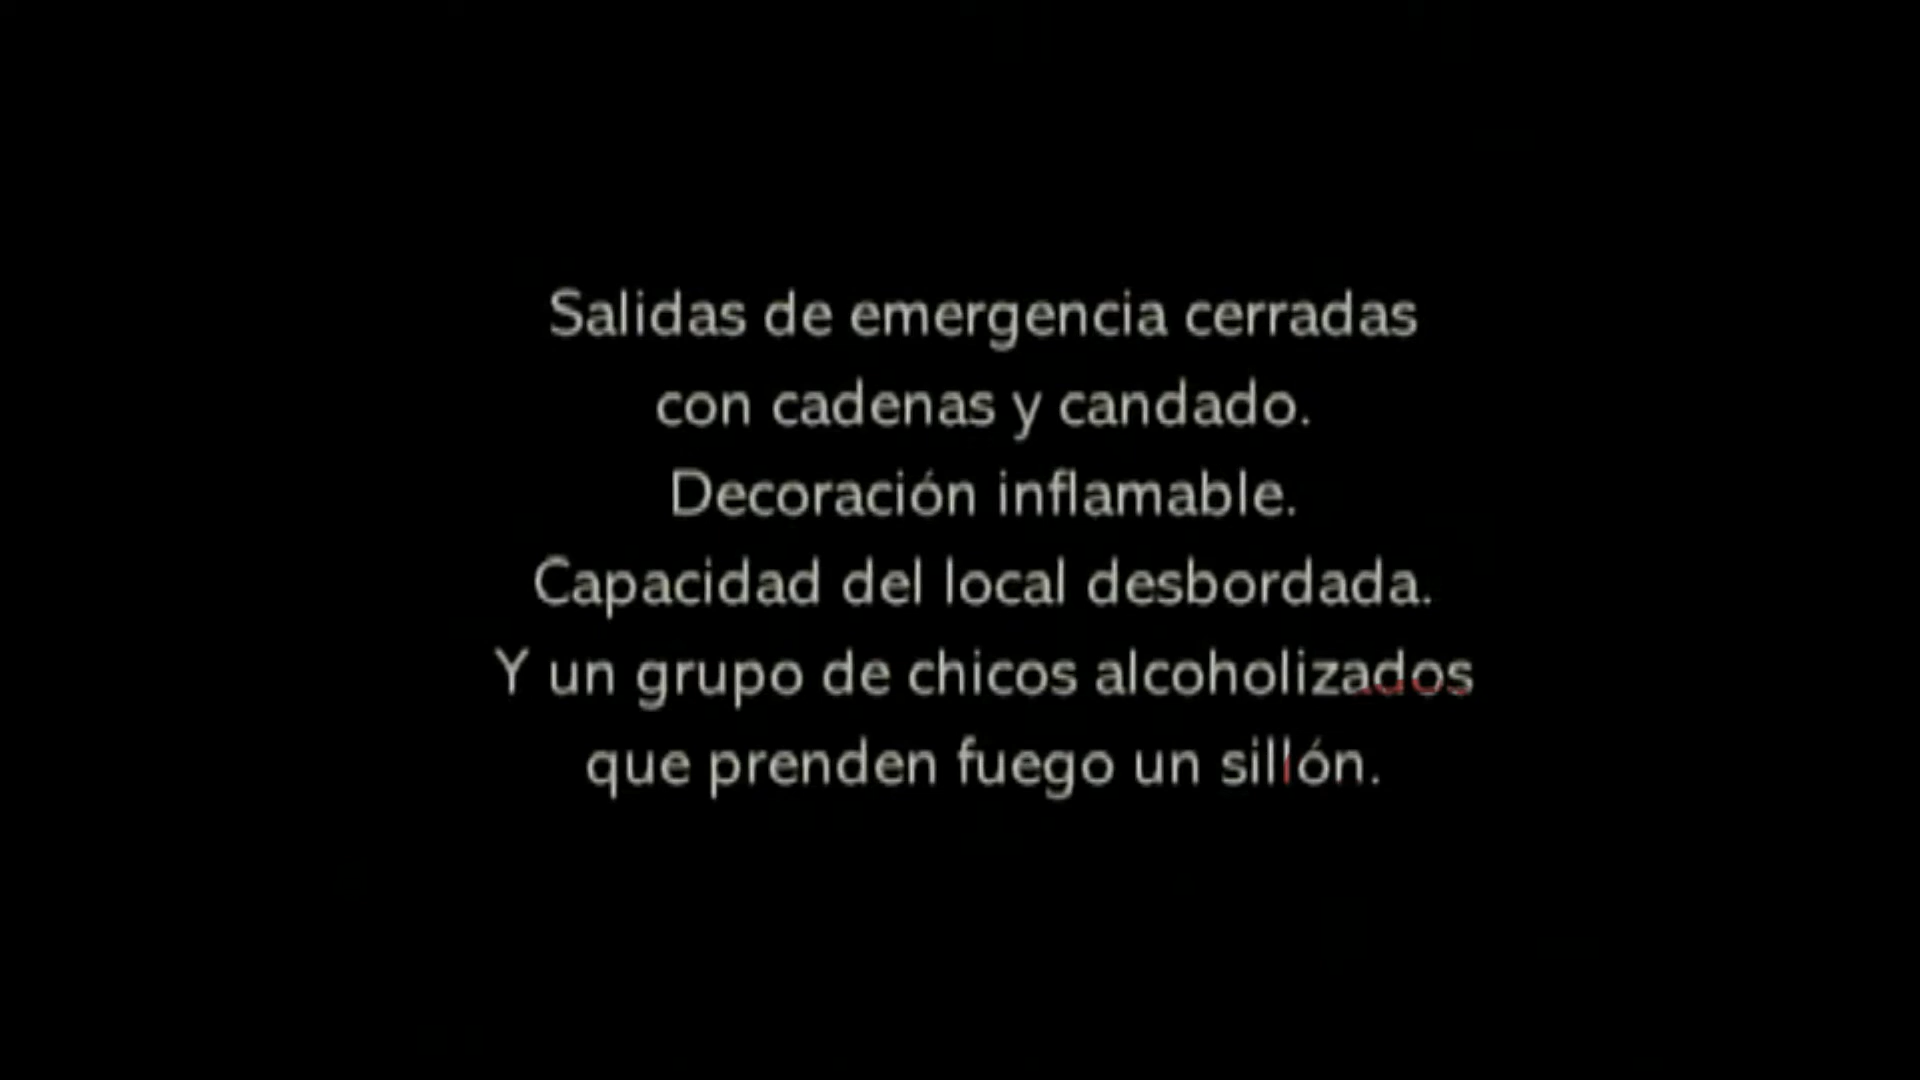 Salidas de emergencia cerradas
con cadenas y candado.
Decoración inflamable.
Capacidad del local desbordada.
Y un grupo de chicos alcoholizados
que prenden fuego un sillón.